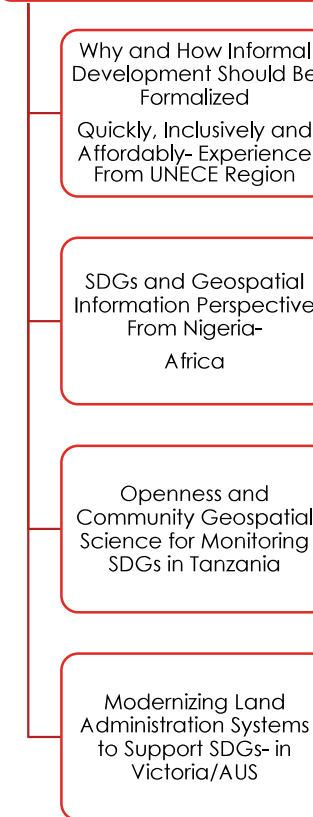 Why and How Informal
Development Should Be
Formalized
Quickly, Inclusively and
Affordably- Experience
From UNECE Region
SDGs and Geospatial
Information Perspective
From Nigeria-
Africa
Openness and
Community Geospatial
Science for Monitoring
SDGs in Tanzania
Modernizing Land
Administration Systems
to Support SDGs- in
Victoria/AUS